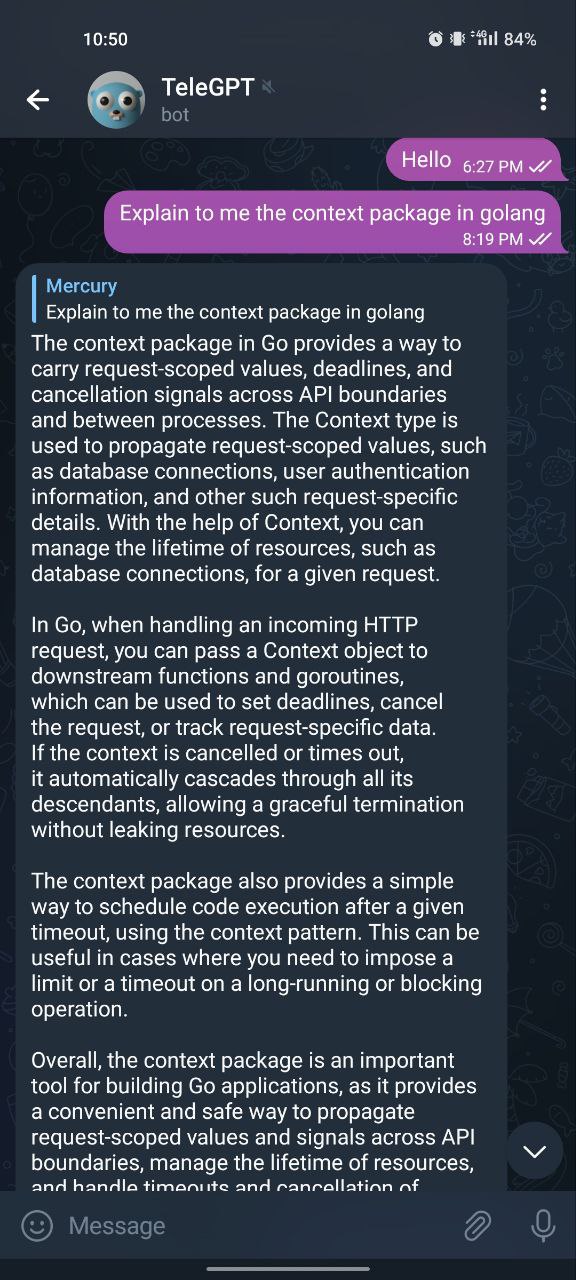 10:50
4G
84%
TeleGPT
bot
Hello 6:27 PM
Explain to me the context package in golang
8:19 PM
Mercury
Explain to me the context package in golang
The context package in Go provides a way to
carry request-scoped values, deadlines, and
cancellation signals across API boundaries
and between processes. The Context type is
used to propagate request-scoped values, such
as database connections, user authentication
information, and other such request-specific
details. With the help of Context, you can
manage the lifetime of resources, such as
database connections, for a given request.
In Go, when handling an incoming HTTP
request, you can pass a Context object to
downstream functions and goroutines,
which can be used to set deadlines, cancel
the request, or track request-specific data.
If the context is cancelled or times out,
it automatically cascades through all its
descendants, allowing a graceful termination
without leaking resources.
The context package also provides a simple
way to schedule code execution after a given
timeout, using the context pattern. This can be
useful in cases where you need to impose a
limit or a timeout on a long-running or blocking
operation.
Overall, the context package is an important
tool for building Go applications, as it provides
a convenient and safe way to propagate
request-scoped values and signals across API
boundaries, manage the lifetime of resources,
and handle timeouts and cancellation of
Message